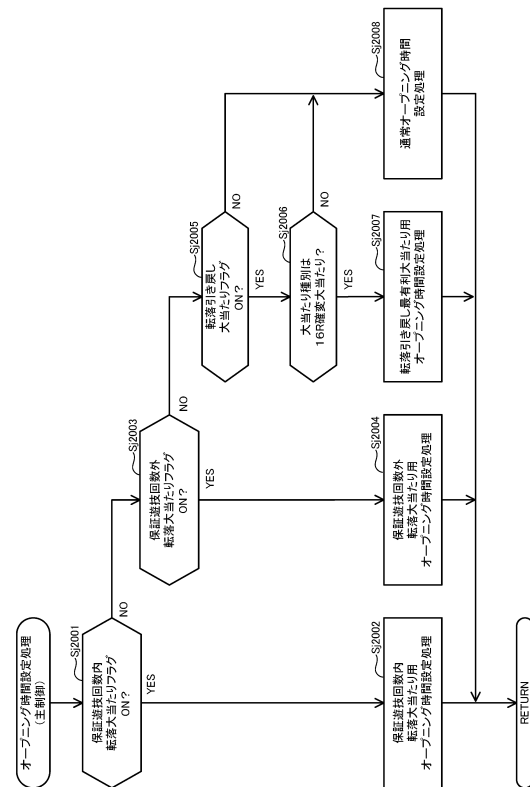 オープニング時間設定処理
(主制御)
Sj2001
保証遊技回数内
転落大当たりフラグ
ON?
NO
YES
Sj2002
保証遊技回数内
転落大当たり用
オープニング時間設定処理
Sj2003
保証遊技回数外
転落大当たりフラグ
ON?
NO
YES
Sj2004
保証遊技回数外
転落大当たり用
オープニング時間設定処理
Sj2005
転落引き戻し
大当たりフラグ
ON?
NO
YES
Sj2006
大当たり種別は
16R確変大当たり?
NO
YES
Sj2007
転落引き戻し最有利大当たり用
オープニング時間設定処理
Sj2008
通常オープニング時間
設定処理
RETURN